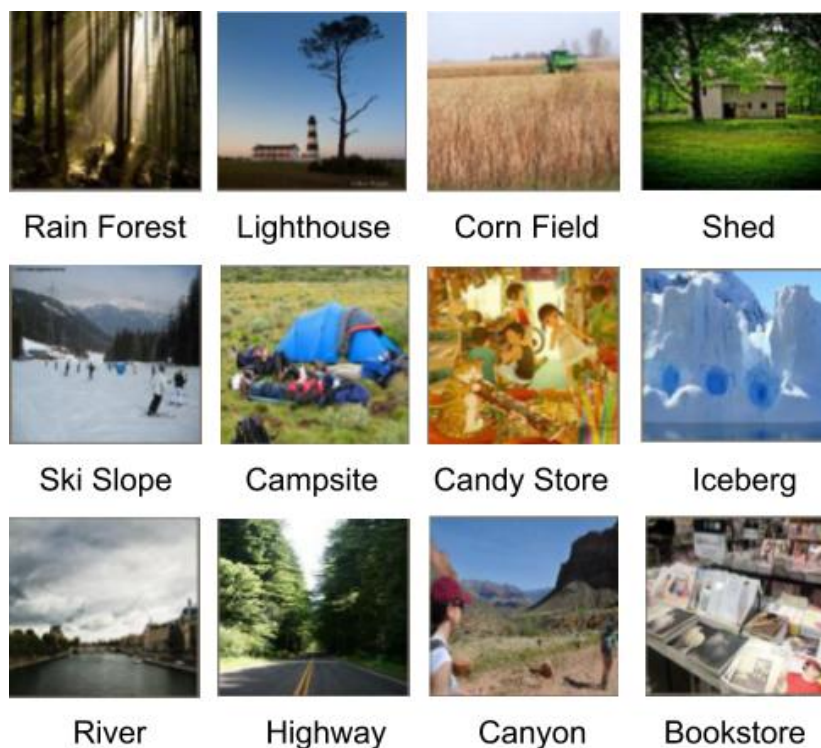 Rain Forest
Lighthouse
Corn Field
Shed
Ski Slope
Campsite
Candy Store
Iceberg
River
Highway
Canyon
Bookstore